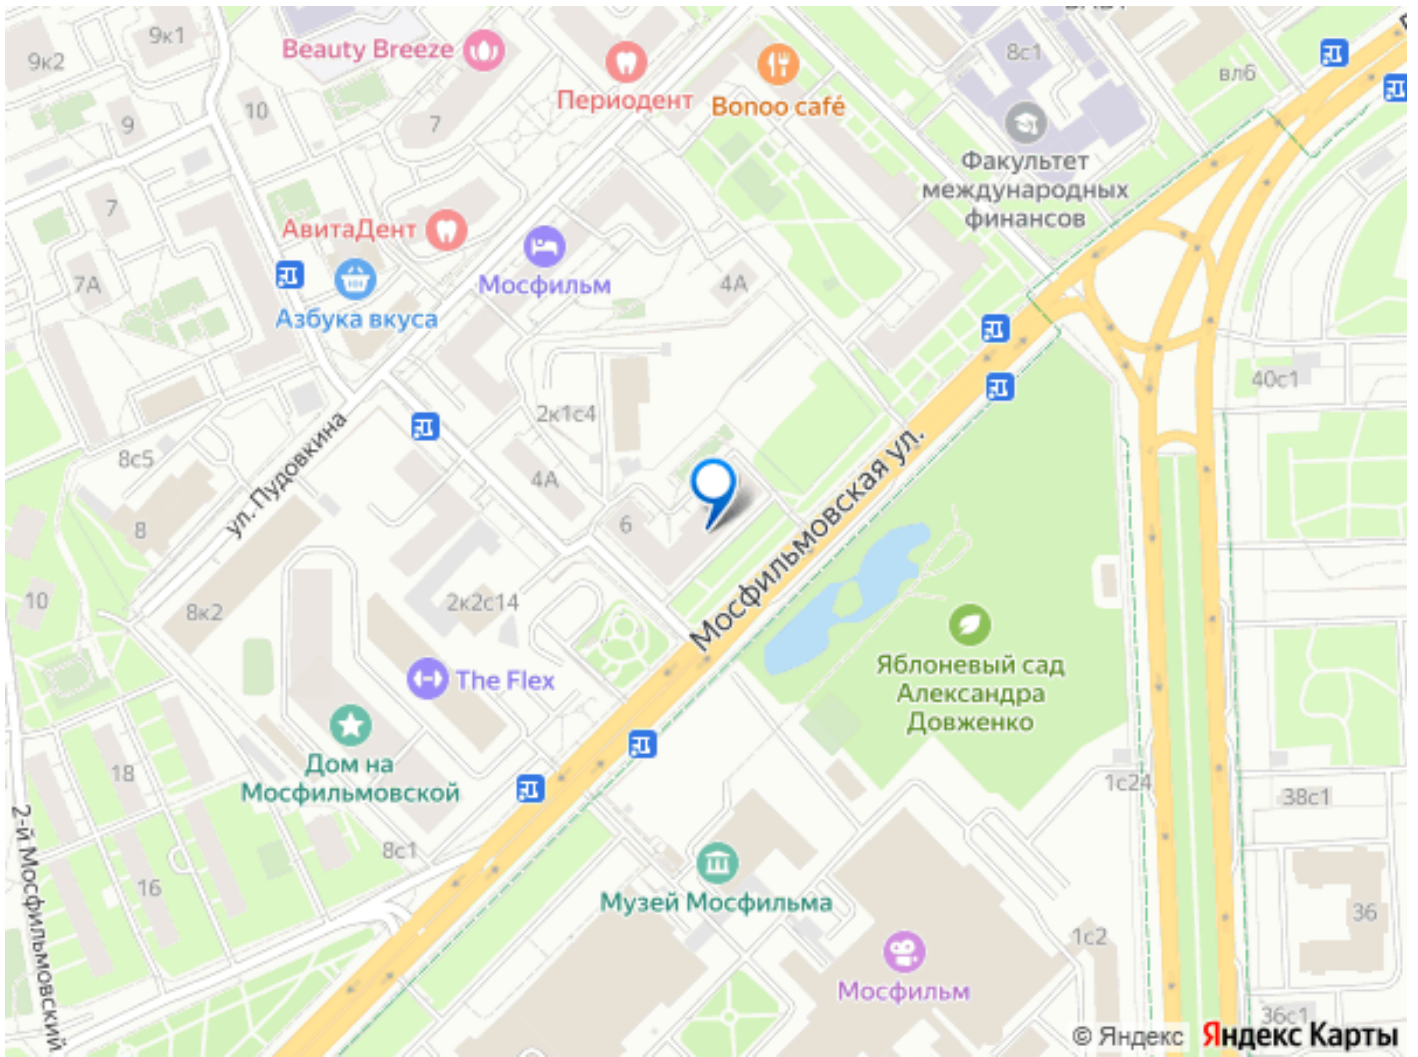 9к1
9к2
Beauty Breeze
8с1
вл6
Периодент
Bonoo café
10
9
7
Факультет
международных
финансов
7
АвитаДент
Мосфильм
4А
7А
Азбука вкуса
40с1
2к1с4
ул. Пудовкина
8с5
4А
Мосфильмовская ул.
8
6
10
8к2
2к2с14
The Flex
Яблоневый сад
Александра
Довженко
Дом на
Мосфильмовской
18
1с24
38с1
2-й Мосфильмовский
8с1
16
Музей Мосфильма
36
1с2
Мосфильм
36с1
© Яндекс Яндекс Карты